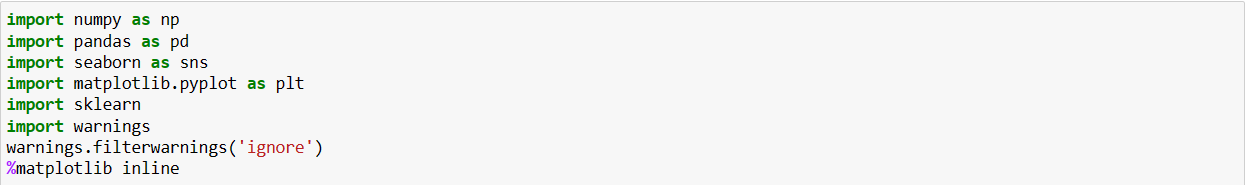 import numpy as np
import pandas as pd
import seaborn as sns
import matplotlib.pyplot as plt
import sklearn
import warnings
warnings.filterwarnings('ignore')
%matplotlib inline